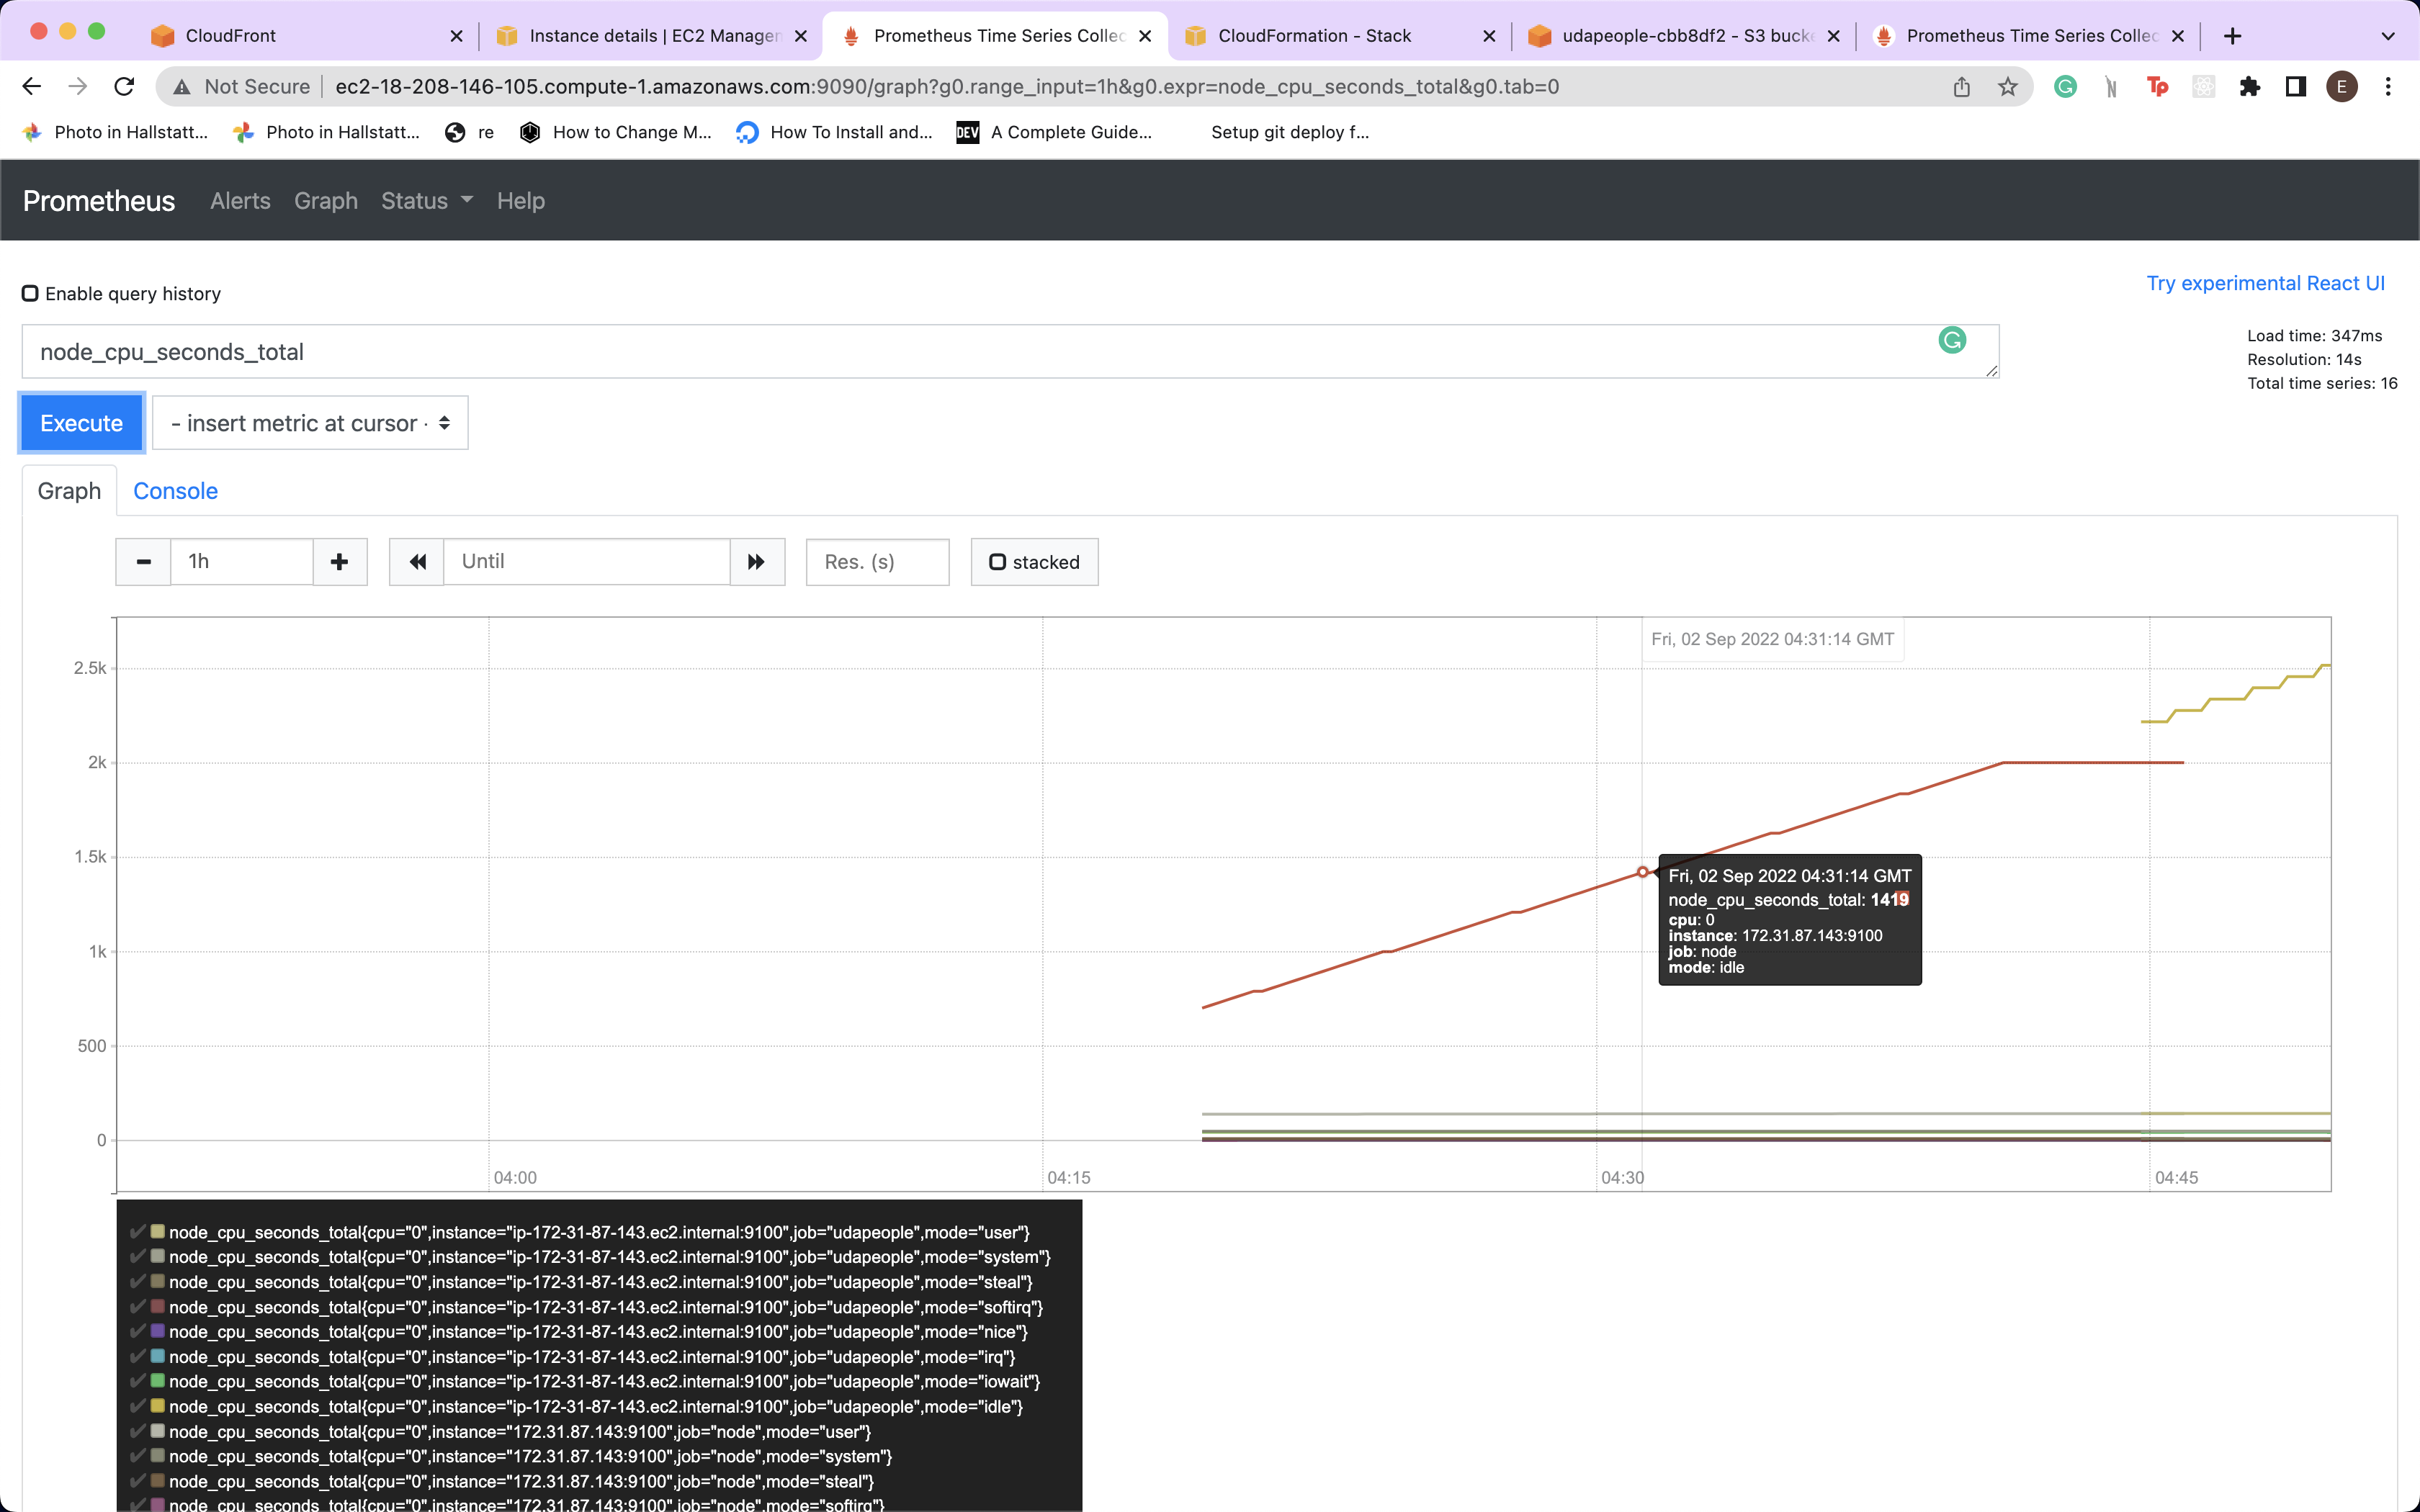 CloudFront
Instance details | EC2 Managen
Prometheus Time Series Collec
CloudFormation - Stack
udapeople-cbb8df2 - S3 bucke
Prometheus Time Series Collec
Not Secure
ec2-18-208-146-105.compute-1.amazonaws.com:9090/graph?g0.range_input=1h&g0.expr=node_cpu_seconds_total&g0.tab=0
Tp
E
Photo in Hallstatt...
Photo in Hallstatt...
re
How to Change M...
How To Install and...
DEV
A Complete Guide...
Setup git deploy f...
Prometheus Alerts Graph Status Help
Enable query history
Try experimental React UI
node_cpu_seconds_total
Load time: 347ms
Resolution: 14s
Total time series: 16
Execute
- insert metric at cursor -
Graph Console
1h
Until
Res. (s)
stacked
Fri, 02 Sep 2022 04:31:14 GMT
2.5k
2k
1.5k
1k
500
0
Fri, 02 Sep 2022 04:31:14 GMT
node_cpu_seconds_total: 1419
cpu: 0
instance: 172.31.87.143:9100
job: node
mode: idle
04:00 04:15 04:30 04:45
node_cpu_seconds_total{cpu="0",instance="ip-172-31-87-143.ec2.internal:9100",job="udapeople",mode="user"}
node_cpu_seconds_total{cpu="0",instance="ip-172-31-87-143.ec2.internal:9100",job="udapeople",mode="system"}
node_cpu_seconds_total{cpu="0",instance="ip-172-31-87-143.ec2.internal:9100",job="udapeople",mode="steal"}
node_cpu_seconds_total{cpu="0",instance="ip-172-31-87-143.ec2.internal:9100",job="udapeople",mode="softirq"}
node_cpu_seconds_total{cpu="0",instance="ip-172-31-87-143.ec2.internal:9100",job="udapeople",mode="nice"}
node_cpu_seconds_total{cpu="0",instance="ip-172-31-87-143.ec2.internal:9100",job="udapeople",mode="irq"}
node_cpu_seconds_total{cpu="0",instance="ip-172-31-87-143.ec2.internal:9100",job="udapeople",mode="iowait"}
node_cpu_seconds_total{cpu="0",instance="ip-172-31-87-143.ec2.internal:9100",job="udapeople",mode="idle"}
node_cpu_seconds_total{cpu="0",instance="172.31.87.143:9100",job="node",mode="user"}
node_cpu_seconds_total{cpu="0",instance="172.31.87.143:9100",job="node",mode="system"}
node_cpu_seconds_total{cpu="0",instance="172.31.87.143:9100",job="node",mode="steal"}
node_cpu_seconds_total{cpu="0",instance="172.31.87.143:9100",job="node",mode="softirq"}